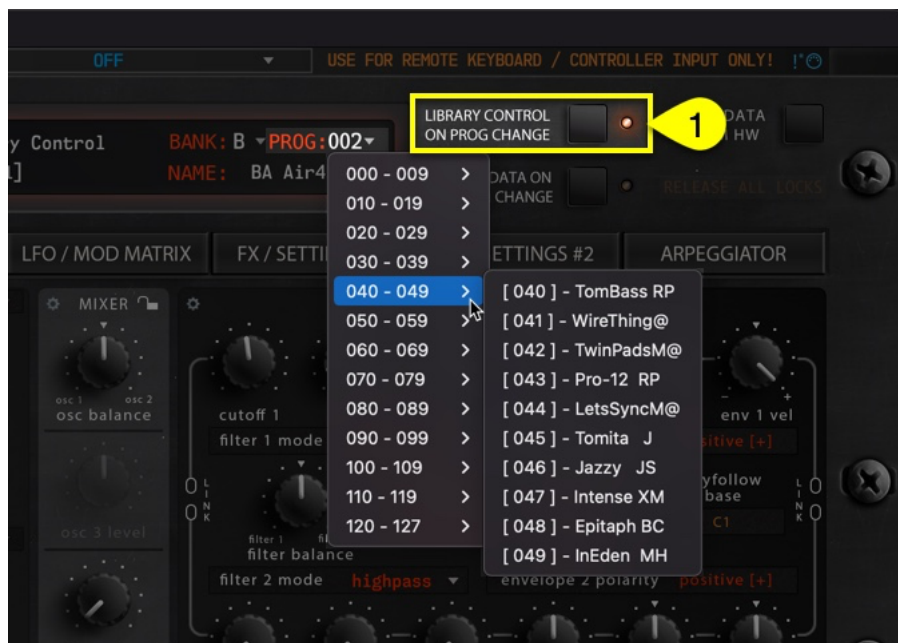 OFF
USE FOR REMOTE KEYBOARD / CONTROLLER INPUT ONLY!
LIBRARY CONTROL
ON PROG CHANGE
1
DATA
HW
y Control
BANK: B PROG:002
]
NAME: BA Air4
DATA ON
CHANGE
RELEASE ALL LOCKS
000 - 009 >
010 - 019 >
020 - 029 >
030 - 039 >
040 - 049 >
050 - 059 >
060 - 069 >
070 - 079 >
080 - 089 >
090 - 099 >
100 - 109 >
110 - 119 >
120 - 127 >
[ 040 ] - TomBass RP
[ 041 ] - WireThing@
[ 042 ] - TwinPadsM@
[ 043 ] - Pro-12 RP
[ 044 ] - LetsSyncM@
[ 045 ] - Tomita J
[ 046 ] - Jazzy JS
[ 047 ] - Intense XM
[ 048 ] - Epitaph BC
[ 049 ] - InEden MH
LFO / MOD MATRIX
FX / SETTI
ETTINGS #2
ARPEGGIATOR
MIXER
osc 1
osc 2
osc balance
osc 3 level
cutoff 1
filter 1 mode
filter 1
filter balance
filter 2 mode
highpass
LINK
- +
env 1 vel
sitive [+]
yfollow
base
C1
LINK
envelope 2 polarity
positive [+]